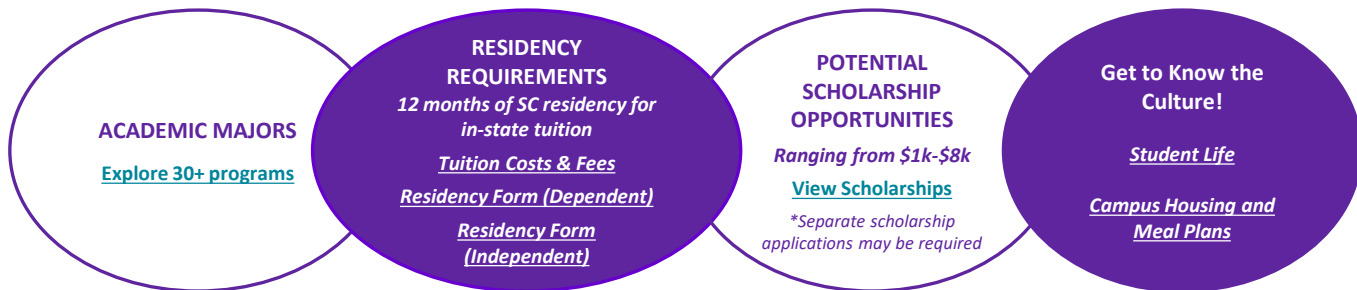 ACADEMIC MAJORS
Explore 30+ programs
RESIDENCY
REQUIREMENTS
12 months of SC residency for
in-state tuition
Tuition Costs & Fees
Residency Form (Dependent)
Residency Form
(Independent)
POTENTIAL
SCHOLARSHIP
OPPORTUNITIES
Ranging from $1k-$8k
View Scholarships
*Separate scholarship
applications may be required
Get to Know the
Culture!
Student Life
Campus Housing and
Meal Plans